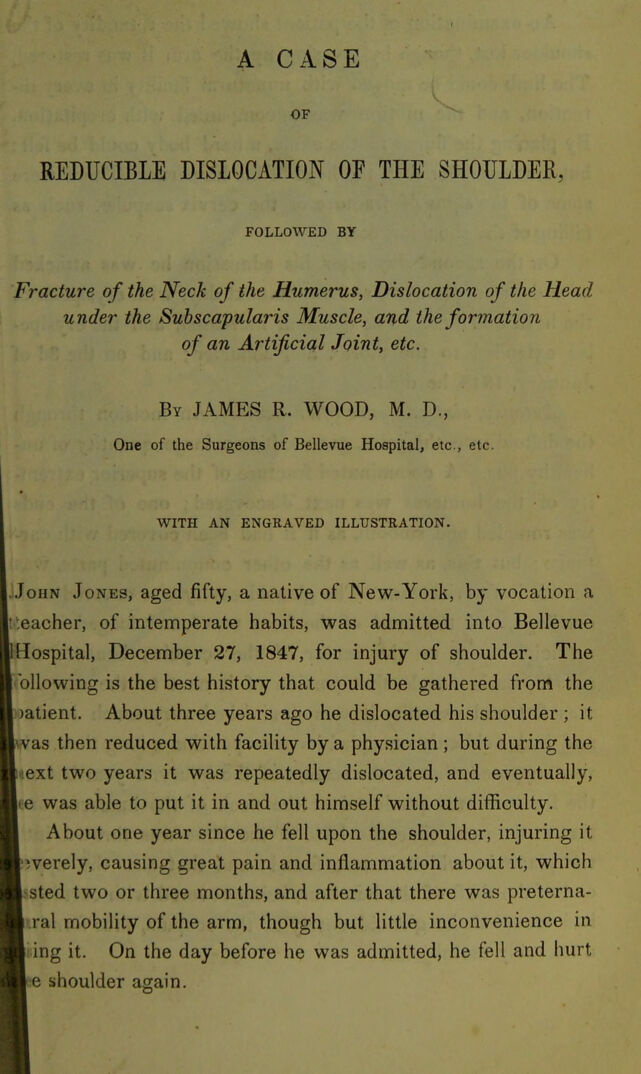 A CASE
OF
REDUCIBLE DISLOCATION OF THE SHOULDER,
FOLLOWED BY
Fracture of the Neck of the Humerus, Dislocation of the Head
under the Subscapularis Muscle, and the formation
of an Artificial Joint, etc.
By JAMES R. WOOD, M. D.,
One of the Surgeons of Bellevue Hospital, etc., etc.
WITH AN ENGRAVED ILLUSTRATION.
John Jones, aged fifty, a native of New-York, by vocation a
teacher, of intemperate habits, was admitted into Bellevue
Hospital, December 27, 1847, for injury of shoulder. The
ollowing is the best history that could be gathered from the
patient. About three years ago he dislocated his shoulder ; it
was then reduced with facility by a physician ; but during the
next two years it was repeatedly dislocated, and eventually,
e was able to put it in and out himself without difficulty.
About one year since he fell upon the shoulder, injuring it
verely, causing great pain and inflammation about it, which
sted two or three months, and after that there was preterna-
ral mobility of the arm, though but little inconvenience in
ing it. On the day before he was admitted, he fell and hurt
e shoulder again.